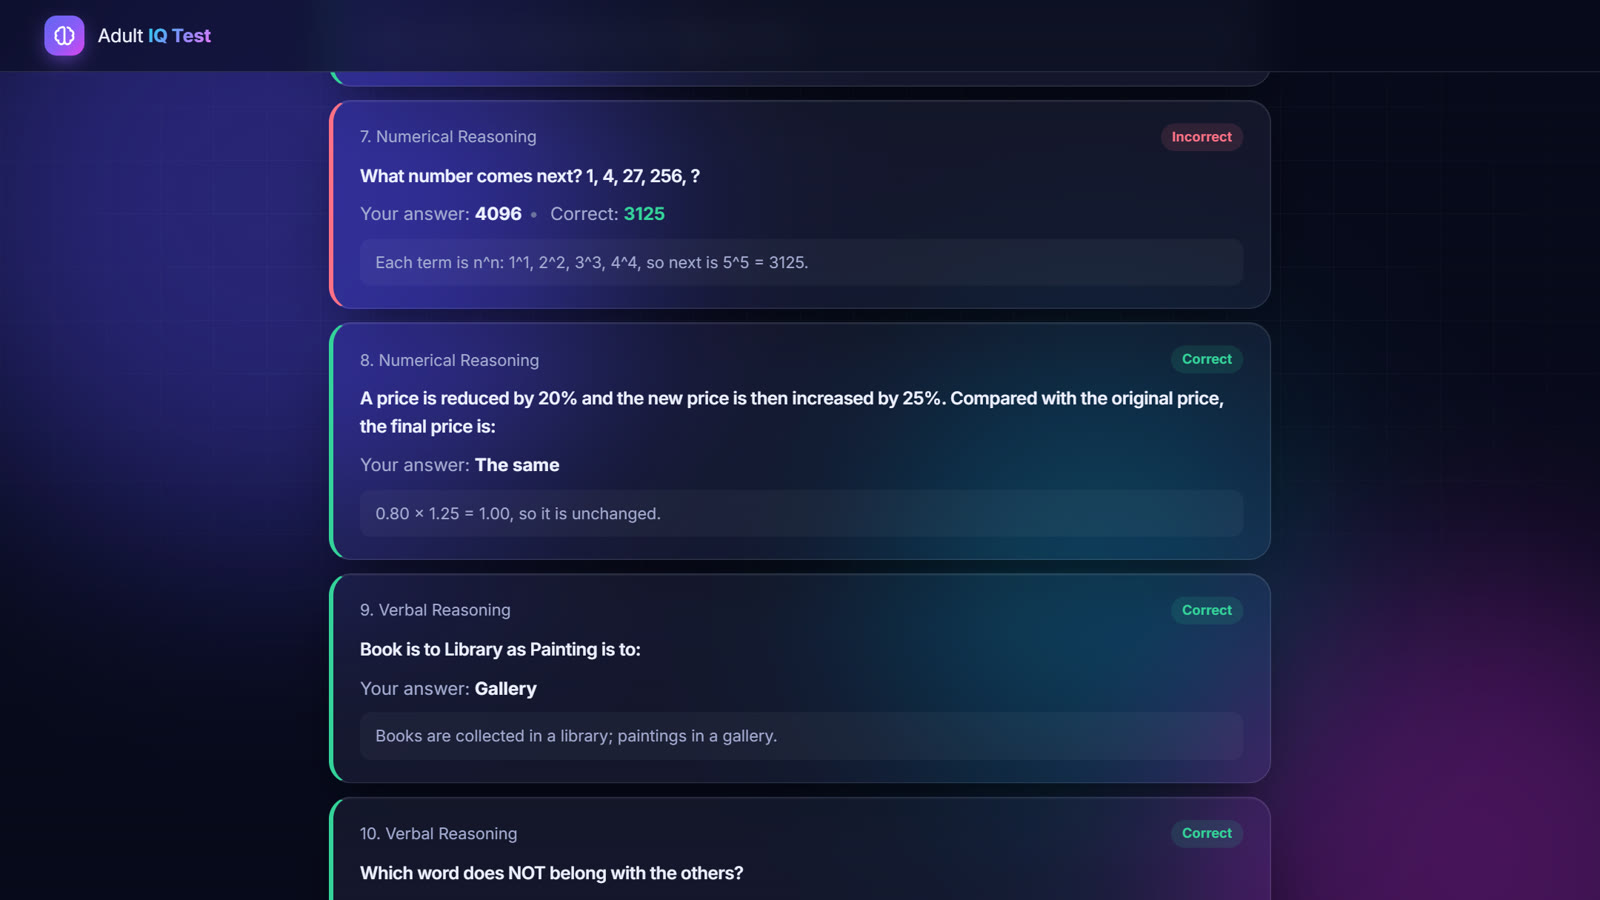 Adult IQ Test
7. Numerical Reasoning
Incorrect
What number comes next? 1, 4, 27, 256, ?
Your answer: 4096 • Correct: 3125
Each term is n^n: 1^1, 2^2, 3^3, 4^4, so next is 5^5 = 3125.
8. Numerical Reasoning
Correct
A price is reduced by 20% and the new price is then increased by 25%. Compared with the original price,
the final price is:
Your answer: The same
0.80 × 1.25 = 1.00, so it is unchanged.
9. Verbal Reasoning
Correct
Book is to Library as Painting is to:
Your answer: Gallery
Books are collected in a library; paintings in a gallery.
10. Verbal Reasoning
Correct
Which word does NOT belong with the others?